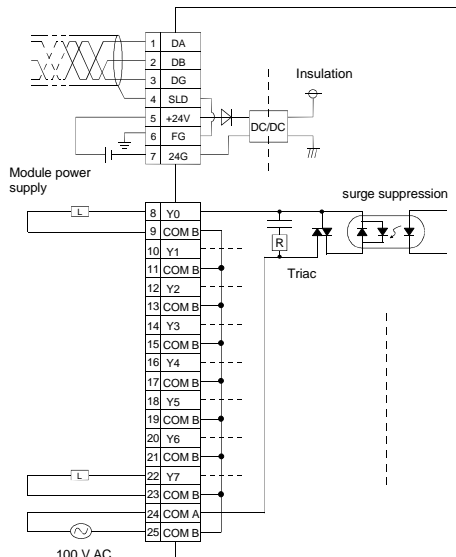 1 DA
2 DB
3 DG
4 SLD
5 +24V
6 FG
7 24G
DC/DC
Insulation
Module power
supply
surge suppression
L
8 Y0
9 COM B
10 Y1
11 COM B
12 Y2
13 COM B
14 Y3
15 COM B
16 Y4
17 COM B
18 Y5
19 COM B
20 Y6
21 COM B
L
22 Y7
23 COM B
24 COM A
25 COM B
R
Triac
100 V AC